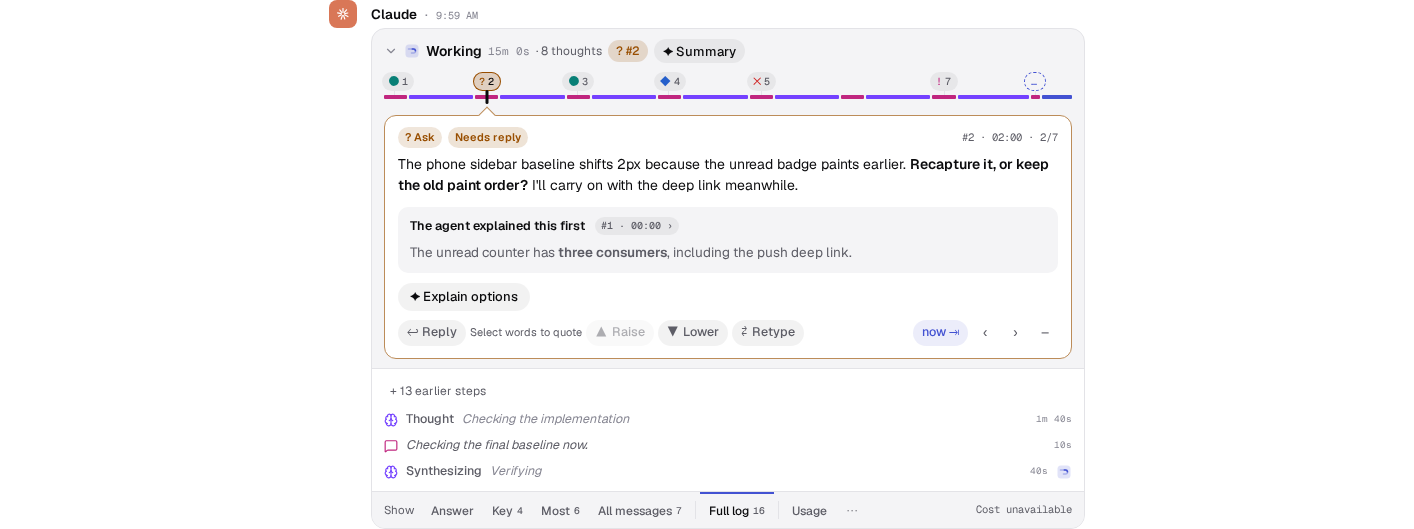 Claude · 9:59 AM
Working 15m 0s · 8 thoughts ? #2 ✦ Summary
1 ? 2 3 4 5 ! 7 …
? Ask Needs reply #2 · 02:00 · 2/7
The phone sidebar baseline shifts 2px because the unread badge paints earlier. Recapture it, or keep
the old paint order? I'll carry on with the deep link meanwhile.
The agent explained this first #1 · 00:00 ›
The unread counter has three consumers, including the push deep link.
✦ Explain options
↩ Reply Select words to quote ▲ Raise ▼ Lower ⇄ Retype now ⇥ ‹ › −
+ 13 earlier steps
Thought Checking the implementation 1m 40s
Checking the final baseline now. 10s
Synthesizing Verifying 40s
Show Answer Key 4 Most 6 All messages 7 Full log 16 Usage ··· Cost unavailable